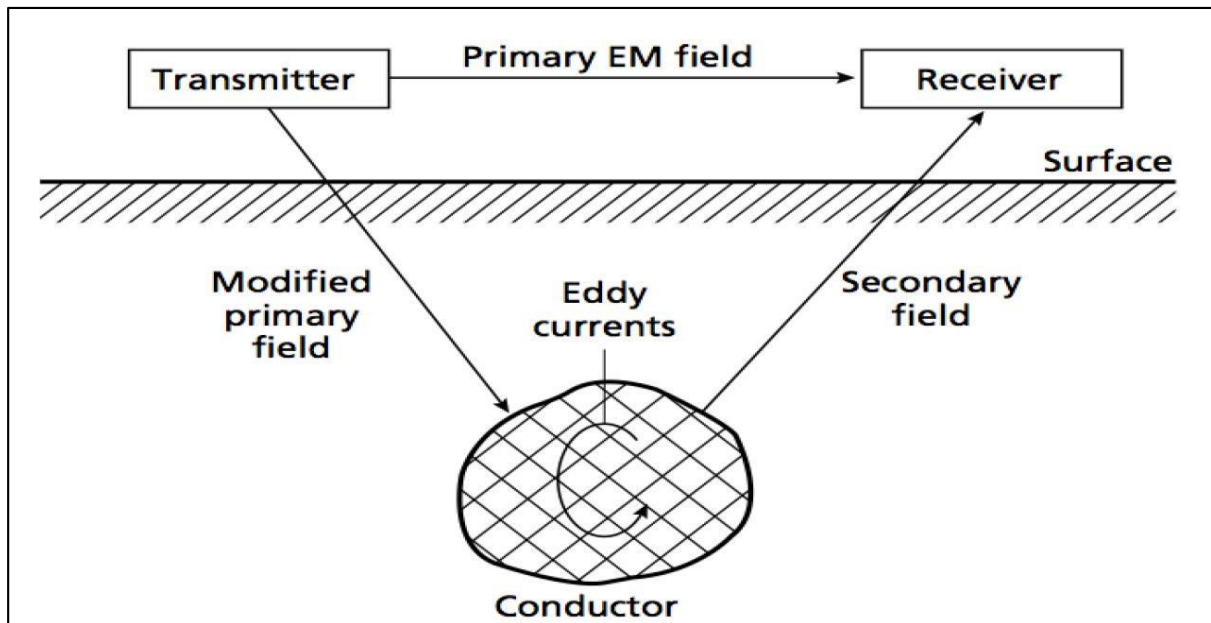 Primary EM field
Transmitter
Receiver
Surface
Modified
primary
field
Eddy
currents
Secondary
field
Conductor